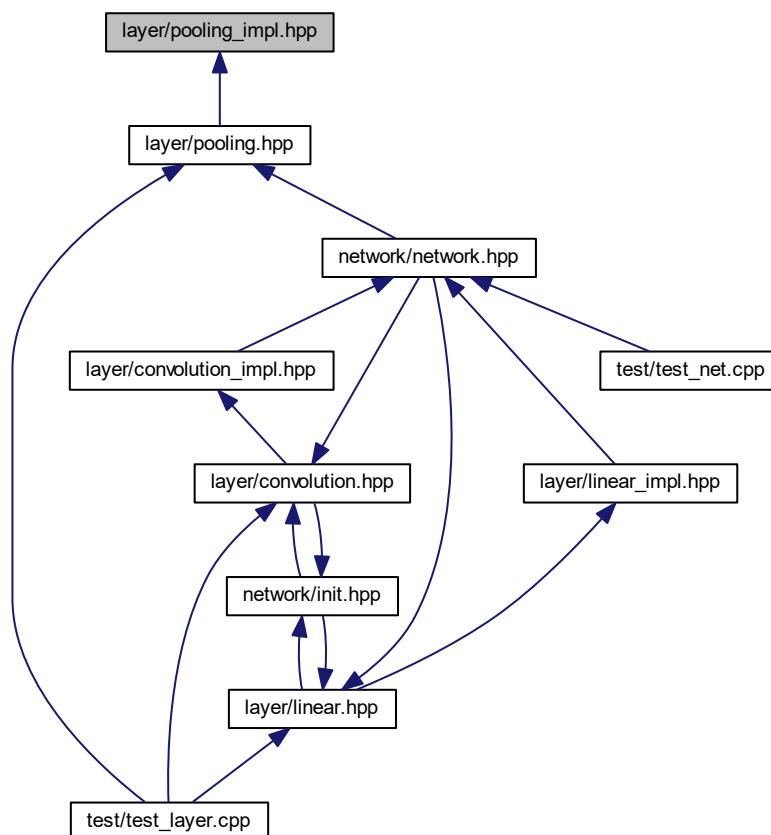 layer/pooling_impl.hpp
layer/pooling.hpp
network/network.hpp
layer/convolution_impl.hpp
test/test_net.cpp
layer/convolution.hpp
layer/linear_impl.hpp
network/init.hpp
layer/linear.hpp
test/test_layer.cpp